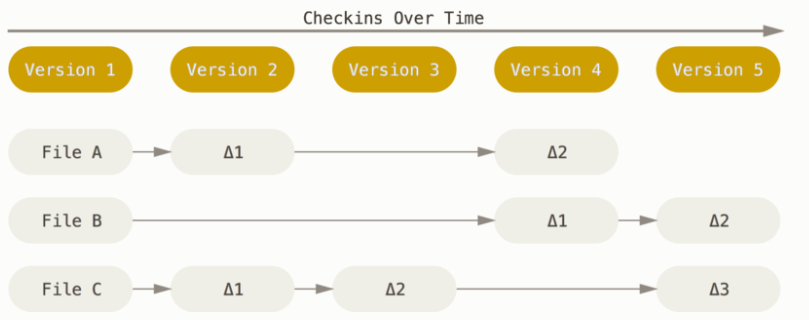 Checkins Over Time
Version 1 Version 2 Version 3 Version 4 Version 5
File A Δ1 Δ2
File B Δ1 Δ2
File C Δ1 Δ2 Δ3